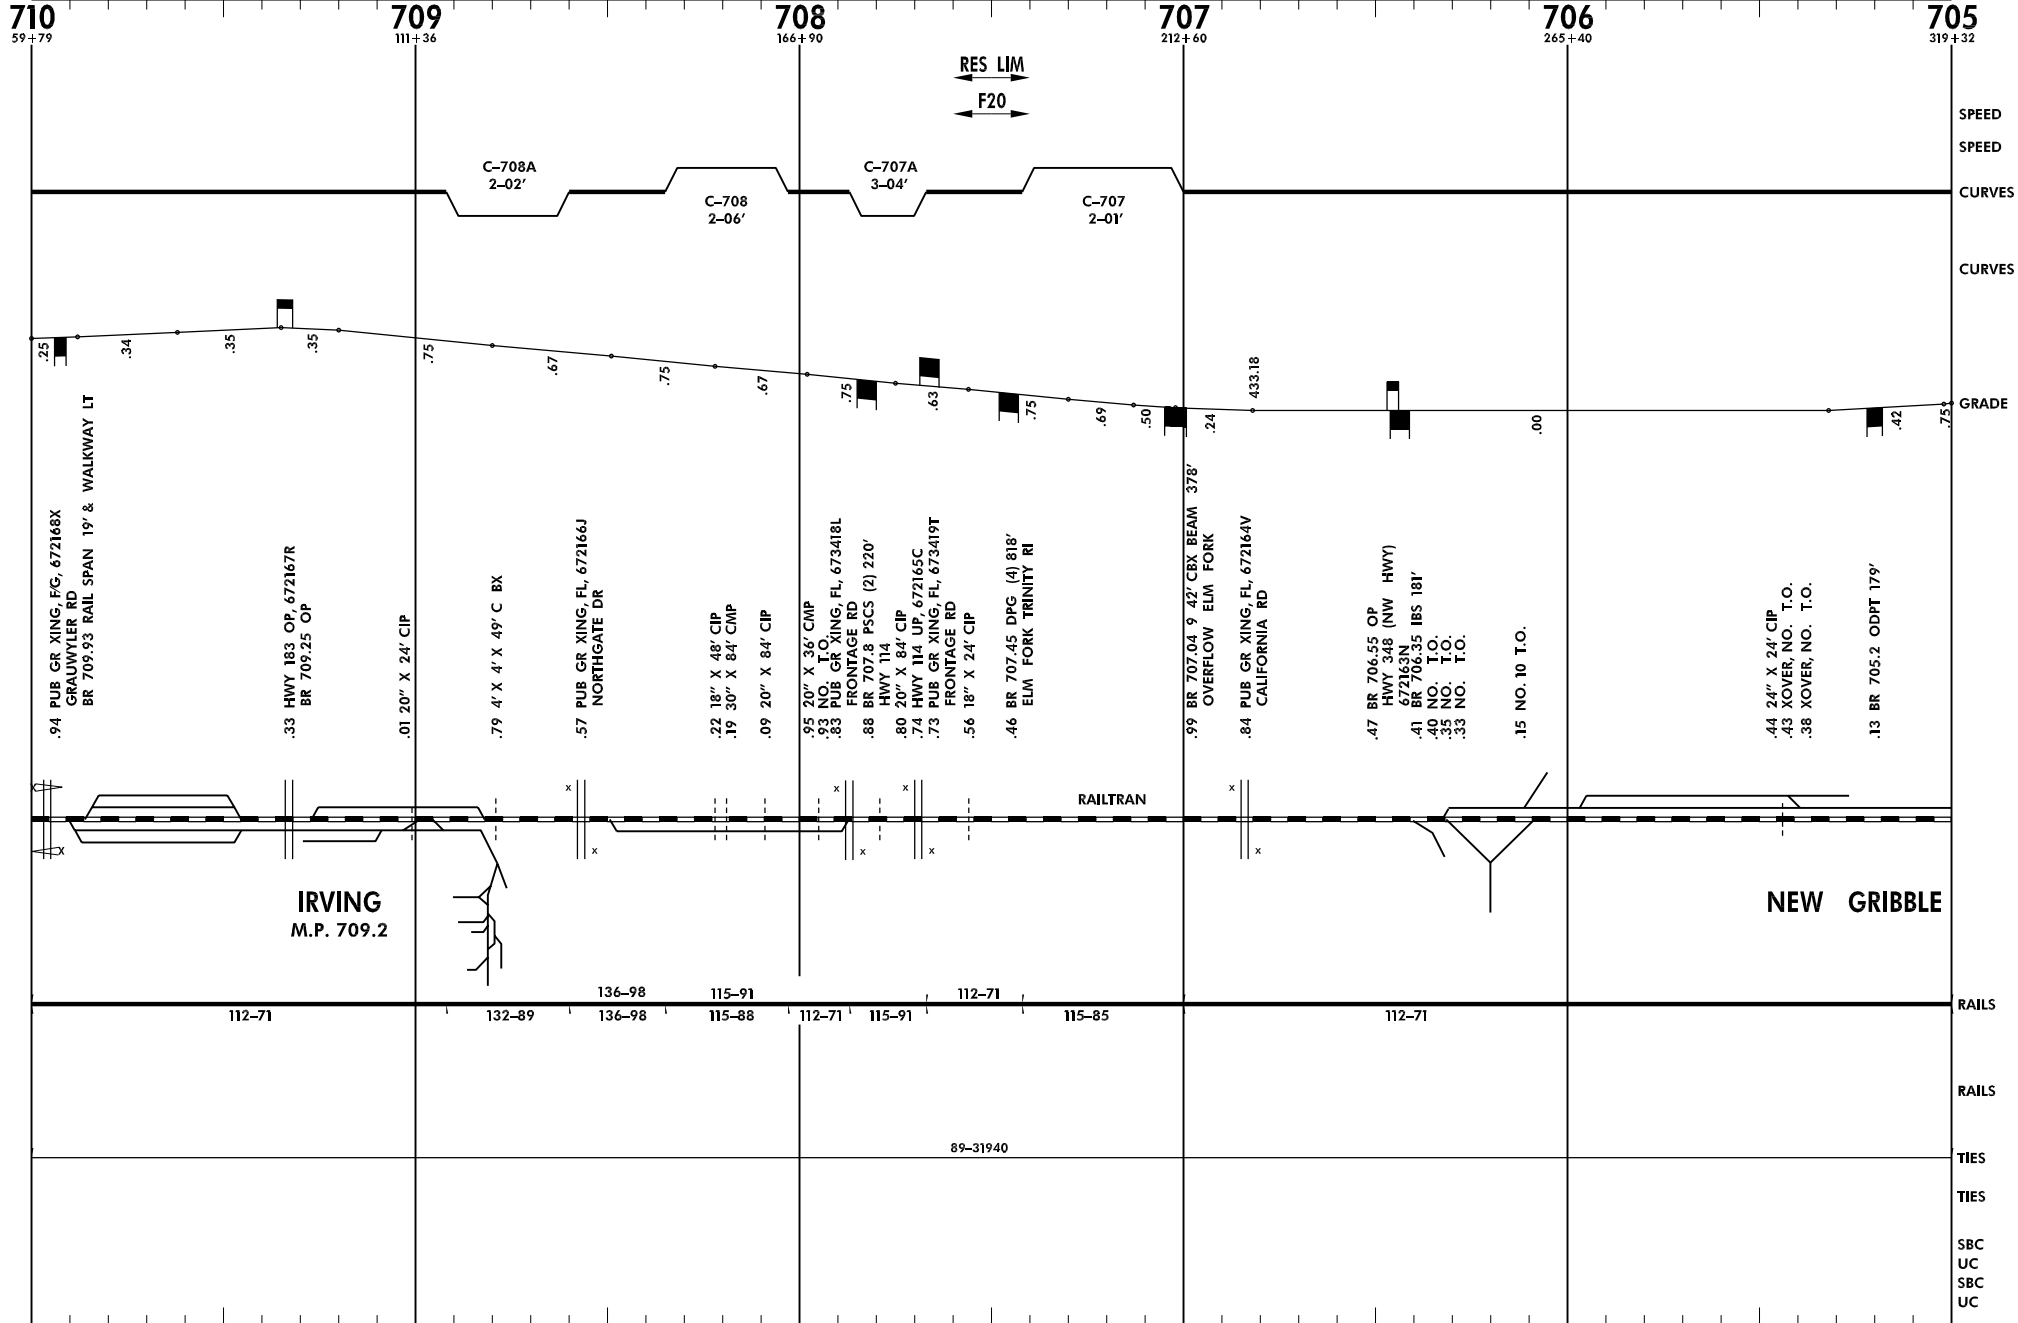 710 709 708 707 706 705
59+79 111+36 166+90 212+60 265+40 319+32
RES LIM
F20
SPEED
SPEED
C–708A
2–02′
C–708
2–06′
C–707A
3–04′
C–707
2–01′
CURVES
CURVES
.25 .34 .35 .35 .75 .67 .75 .67 .75 .63 .75 .69 .50 .24 433.18 .00 .42 .75
GRADE
.94 PUB GR XING, F/G, 672168X
GRAUWYLER RD
BR 709.93 RAIL SPAN 19′ & WALKWAY LT
.33 HWY 183 OP, 672167R
BR 709.25 OP
.01 20″ X 24′ CIP
.79 4′ X 4′ X 49′ C BX
.57 PUB GR XING, FL, 672166J
NORTHGATE DR
.22 18″ X 48′ CIP
.19 30″ X 84′ CMP
.09 20″ X 84′ CIP
.95 20″ X 36′ CMP
.93 NO. T.O.
.83 PUB GR XING, FL, 673418L
FRONTAGE RD
.88 BR 707.8 PSCS (2) 220′
HWY 114
.80 20″ X 84′ CIP
.74 HWY 114 UP, 672165C
.73 PUB GR XING, FL, 673419T
FRONTAGE RD
.56 18″ X 24′ CIP
.46 BR 707.45 DPG (4) 818′
ELM FORK TRINITY RI
.99 BR 707.04 9 42′ CBX BEAM 378′
OVERFLOW ELM FORK
.84 PUB GR XING, FL, 672164V
CALIFORNIA RD
.47 BR 706.55 OP
HWY 348 (NW HWY)
672163N
.41 BR 706.35 IBS 181′
.40 NO. T.O.
.35 NO. T.O.
.33 NO. T.O.
.15 NO. 10 T.O.
.44 24″ X 24′ CIP
.43 XOVER, NO. T.O.
.38 XOVER, NO. T.O.
.13 BR 705.2 ODPT 179′
X X X X X X
RAILTRAN
X X X X X X
IRVING
M.P. 709.2
NEW GRIBBLE
136–98 115–91 112–71
RAILS
112–71 132–89 136–98 115–88 112–71 115–91 115–85 112–71
RAILS
89–31940
TIES
TIES
SBC
UC
SBC
UC